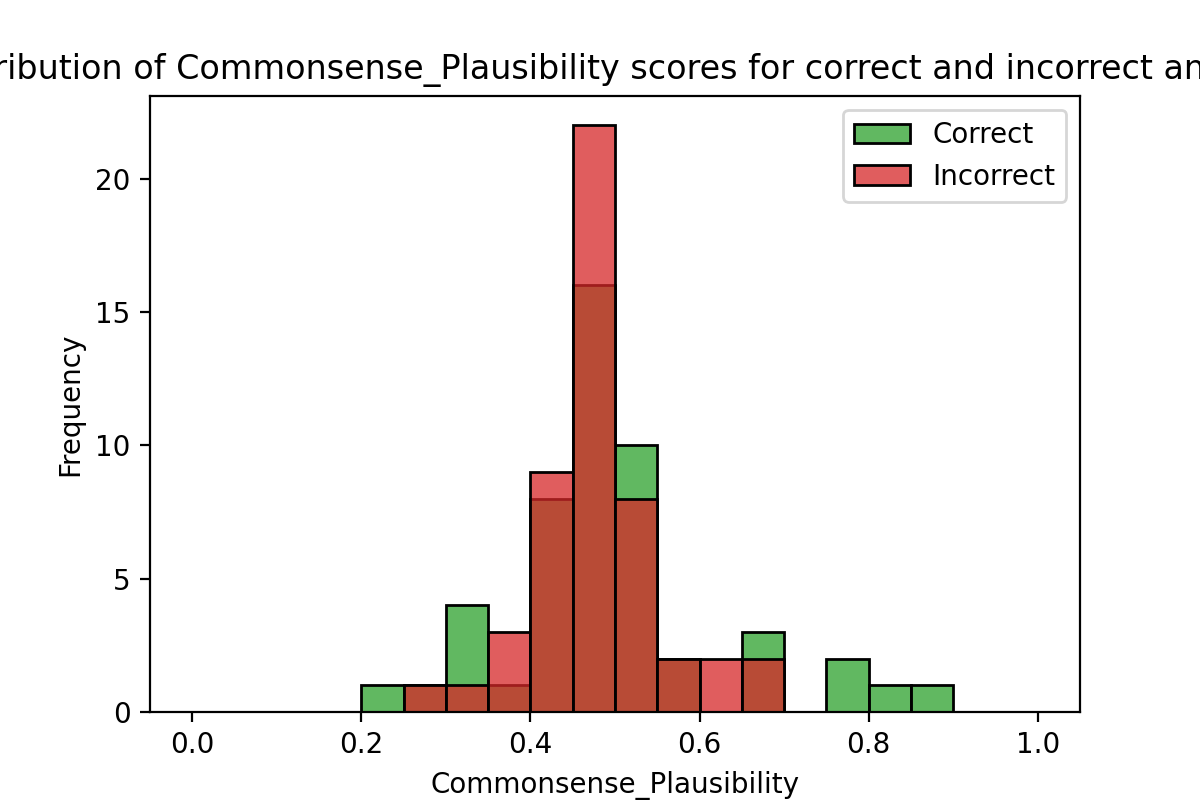 ribution of Commonsense_Plausibility scores for correct and incorrect an
Correct
Incorrect
20
15
10
5
0
Frequency
0.0 0.2 0.4 0.6 0.8 1.0
Commonsense_Plausibility